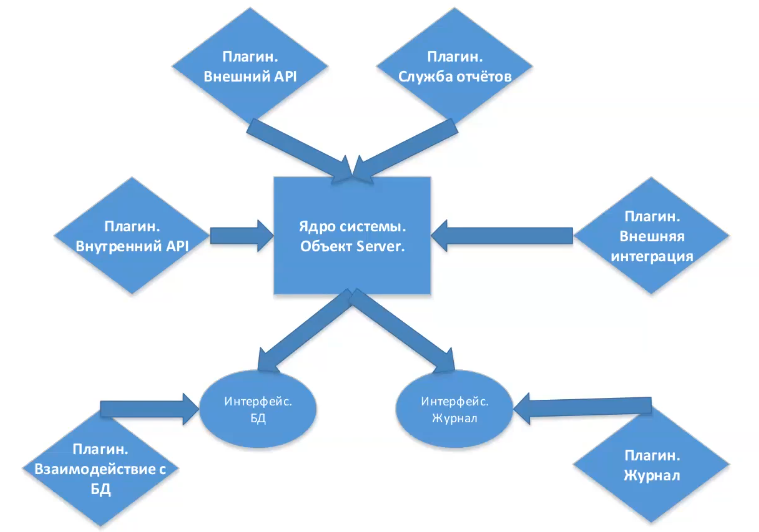 Плагин.
Внешний API
Плагин.
Служба отчётов
Плагин.
Внутренний API
Ядро системы.
Объект Server.
Плагин.
Внешняя
интеграция
Интерфейс.
БД
Интерфейс.
Журнал
Плагин.
Взаимодействие с
БД
Плагин.
Журнал